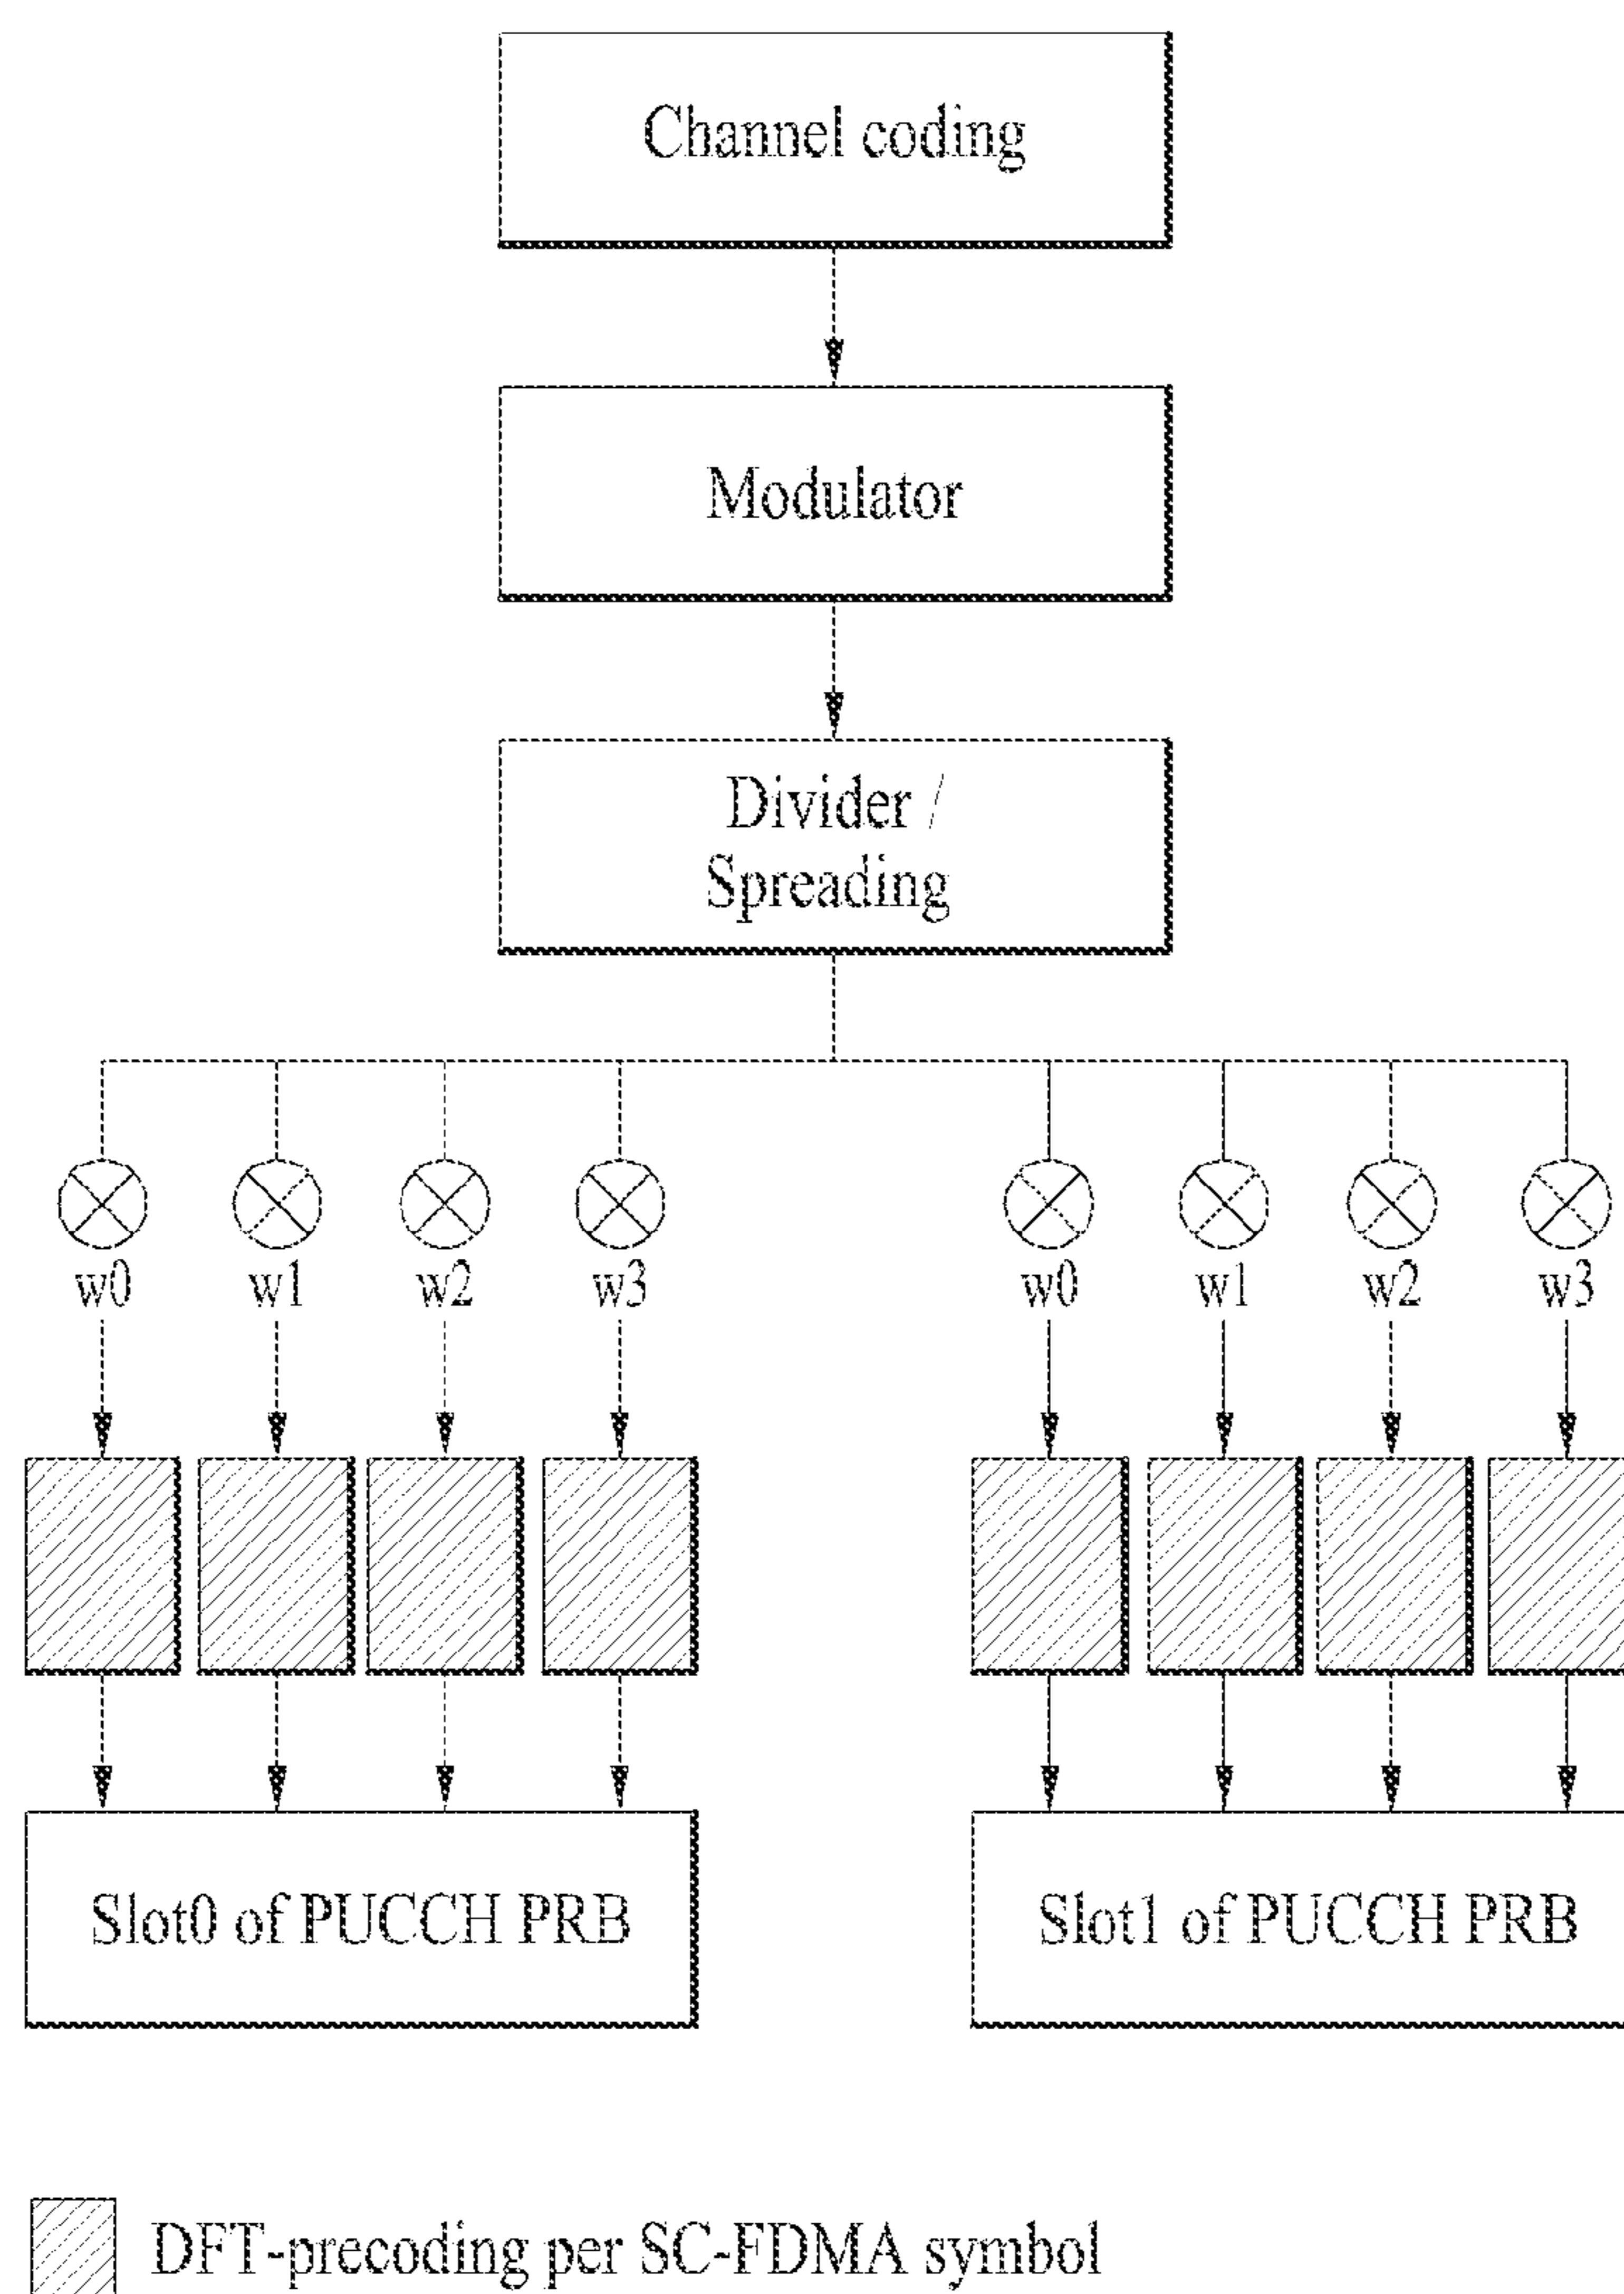 Channel coding
Modulator
Divider /
Spreading
w0 w1 w2 w3 w0 w1 w2 w3
Slot0 of PUCCH PRB Slot1 of PUCCH PRB
DFT-precoding per SC-FDMA symbol